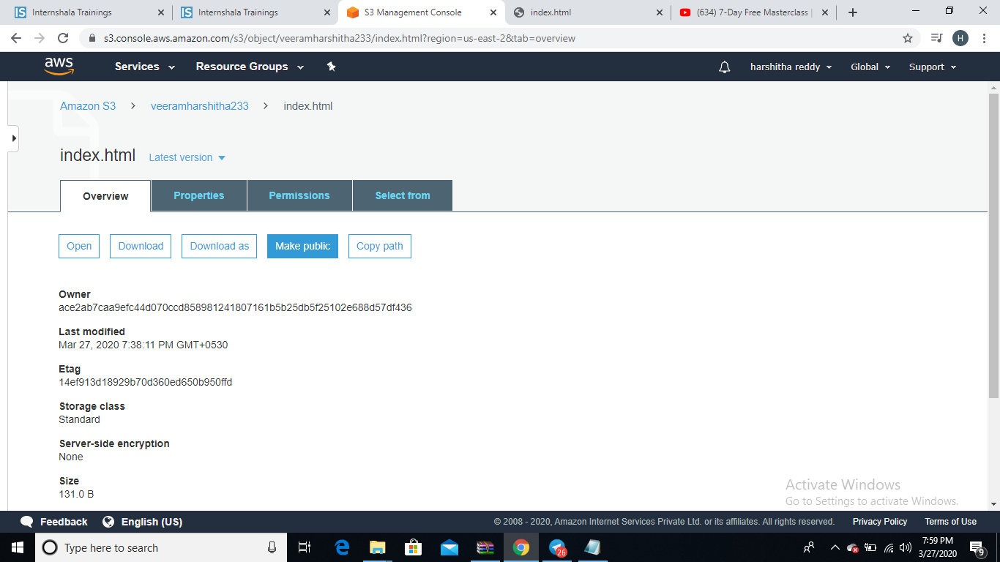 Internshala Trainings
Internshala Trainings
S3 Management Console
index.html
(634) 7-Day Free Masterclass |
s3.console.aws.amazon.com/s3/object/veeramharshitha233/index.html?region=us-east-2&tab=overview
H
aws
Services
Resource Groups
harshitha reddy
Global
Support
Amazon S3 > veeramharshitha233 > index.html
index.html Latest version
Overview
Properties
Permissions
Select from
Open
Download
Download as
Make public
Copy path
Owner
ace2ab7caa9efc44d070ccd858981241807161b5b25db5f25102e688d57df436
Last modified
Mar 27, 2020 7:38:11 PM GMT+0530
Etag
14ef913d18929b70d360ed650b950ffd
Storage class
Standard
Server-side encryption
None
Size
131.0 B
Activate Windows
Go to Settings to activate Windows.
Feedback
English (US)
© 2008 - 2020, Amazon Internet Services Private Ltd. or its affiliates. All rights reserved.
Privacy Policy
Terms of Use
Type here to search
26
7:59 PM
3/27/2020
9